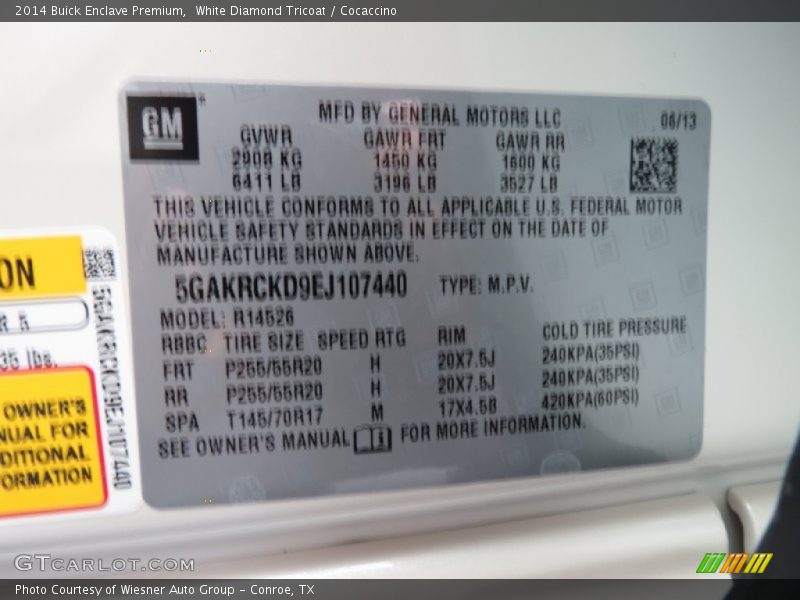 2014 Buick Enclave Premium,  White Diamond Tricoat / Cocaccino
GM
MFD BY GENERAL MOTORS LLC
08/13
GVWR GAWR FRT GAWR RR
2908 KG 1450 KG 1600 KG
6411 LB 3196 LB 3527 LB
THIS VEHICLE CONFORMS TO ALL APPLICABLE U.S. FEDERAL MOTOR
VEHICLE SAFETY STANDARDS IN EFFECT ON THE DATE OF
MANUFACTURE SHOWN ABOVE.
5GAKRCKD9EJ107440 TYPE: M.P.V.
MODEL: R14526
RBBC TIRE SIZE SPEED RTG RIM COLD TIRE PRESSURE
FRT P255/55R20 H 20X7.5J 240KPA(35PSI)
RR P255/55R20 H 20X7.5J 240KPA(35PSI)
SPA T145/70R17 M 17X4.5B 420KPA(60PSI)
SEE OWNER'S MANUAL FOR MORE INFORMATION.
ON
R 5
35 lbs.
OWNER'S
NUAL FOR
DITIONAL
ORMATION
5GAKRCKD9EJ107440
GTCARLOT.COM
Photo Courtesy of Wiesner Auto Group - Conroe, TX